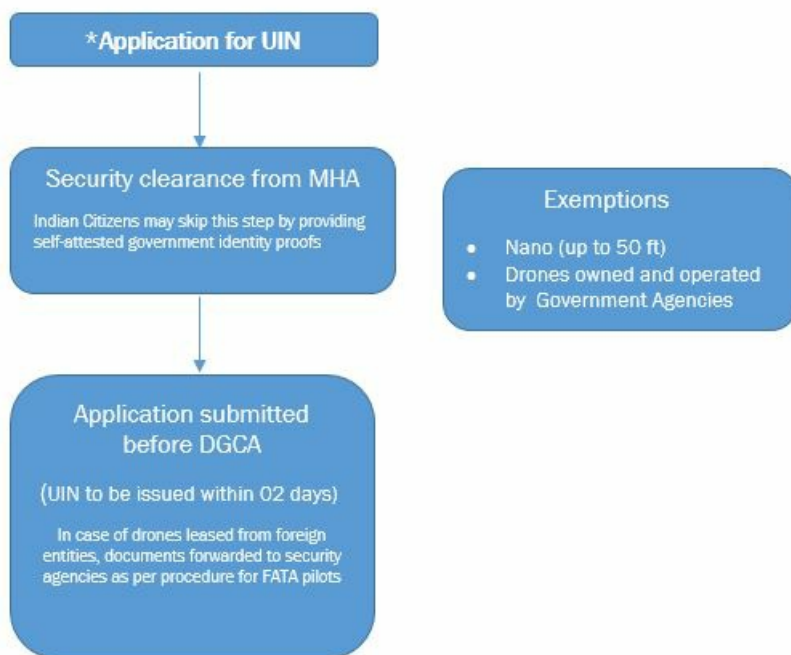 *Application for UIN
Security clearance from MHA
Indian Citizens may skip this step by providing
self-attested government identity proofs
Exemptions
• Nano (up to 50 ft)
• Drones owned and operated
by Government Agencies
Application submitted
before DGCA
(UIN to be issued within 02 days)
In case of drones leased from foreign
entities, documents forwarded to security
agencies as per procedure for FATA pilots